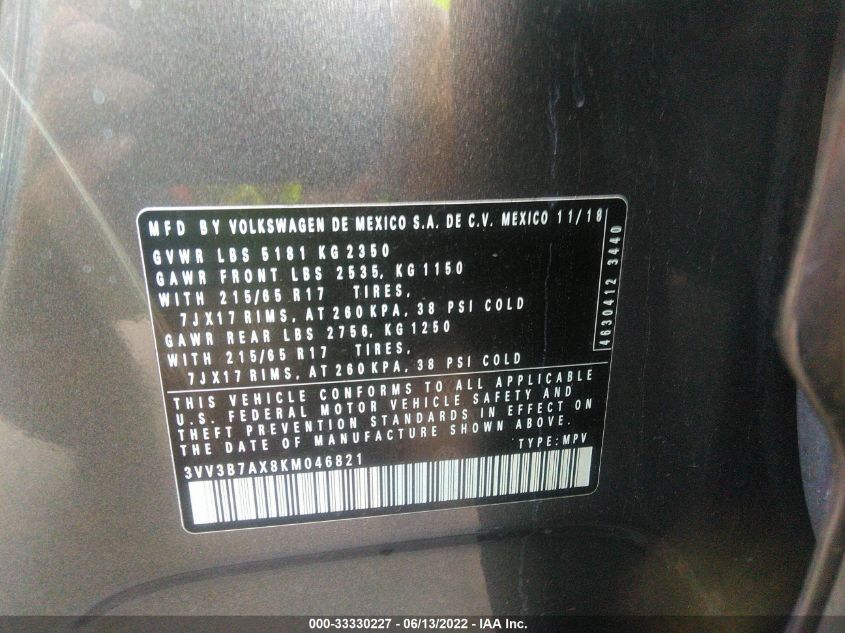 MFD BY VOLKSWAGEN DE MEXICO S.A. DE C.V. MEXICO 11/18
GVWR LBS 5181 KG 2350
GAWR FRONT LBS 2535, KG 1150
WITH 215/65 R17 TIRES,
7JX17 RIMS, AT 260 KPA, 38 PSI COLD
GAWR REAR LBS 2756, KG 1250
WITH 215/65 R17 TIRES,
7JX17 RIMS, AT 260 KPA, 38 PSI COLD
4630412 3440
THIS VEHICLE CONFORMS TO ALL APPLICABLE
U.S. FEDERAL MOTOR VEHICLE SAFETY AND
THEFT PREVENTION STANDARDS IN EFFECT ON
THE DATE OF MANUFACTURE SHOWN ABOVE.
TYPE: MPV
3VV3B7AX8KM046821
000-33330227 - 06/13/2022 - IAA Inc.